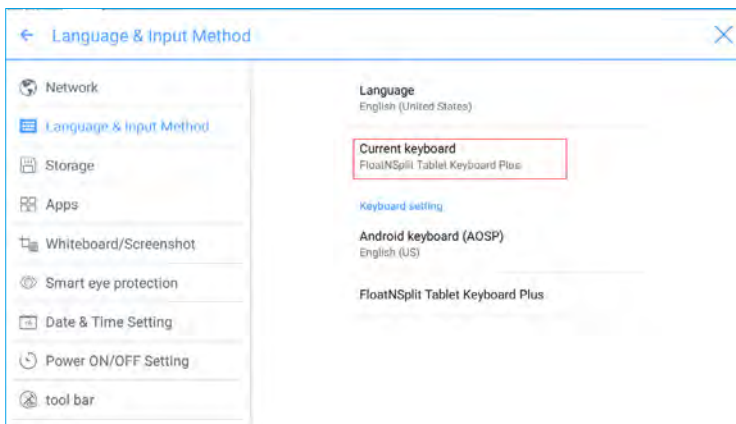 Language & Input Method
Network
Language & Input Method
Storage
Apps
Whiteboard/Screenshot
Smart eye protection
Date & Time Setting
Power ON/OFF Setting
tool bar
Language
English (United States)
Current keyboard
FloatNSplit Tablet Keyboard Plus
Keyboard setting
Android keyboard (AOSP)
English (US)
FloatNSplit Tablet Keyboard Plus